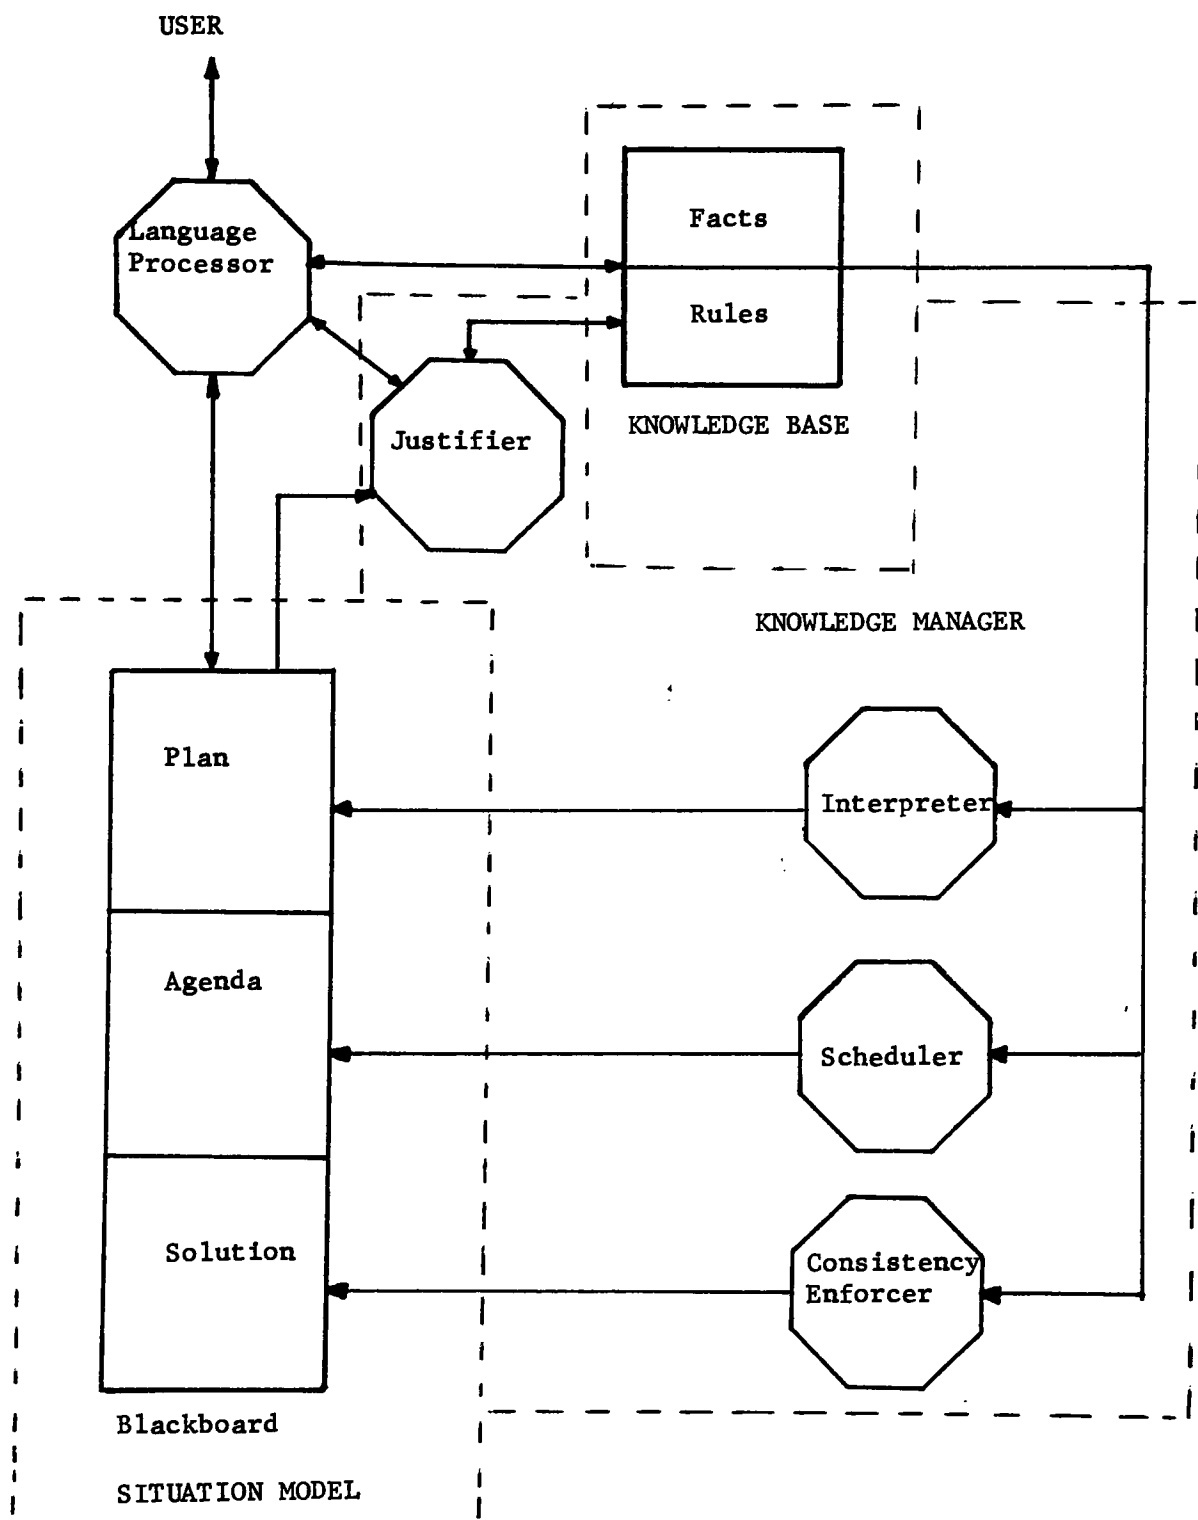 USER
Language
Processor
Facts
Rules
KNOWLEDGE BASE
Justifier
KNOWLEDGE MANAGER
Plan
Interpreter
Agenda
Scheduler
Solution
Consistency
Enforcer
Blackboard
SITUATION MODEL